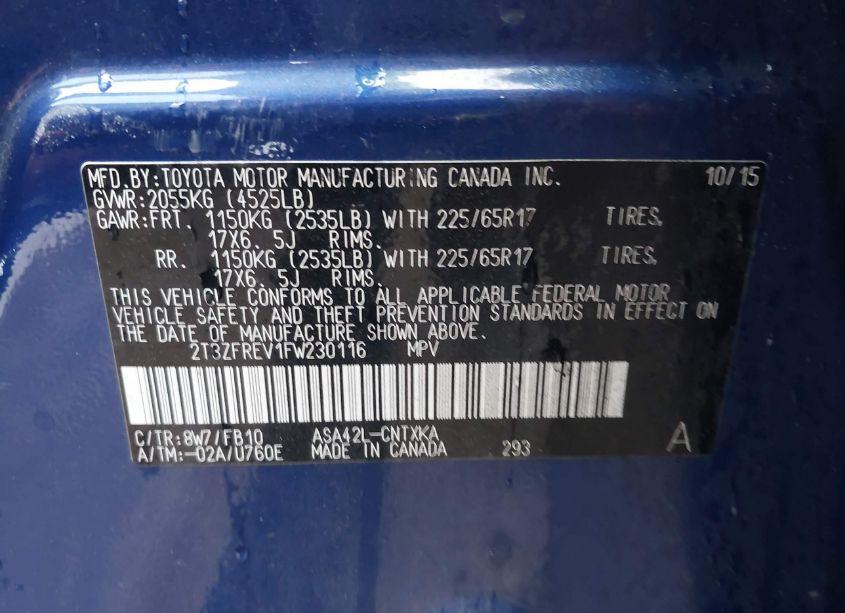 MFD.BY:TOYOTA MOTOR MANUFACTURING CANADA INC. 10/15
GVWR:2055KG (4525LB)
GAWR:FRT. 1150KG (2535LB) WITH 225/65R17 TIRES,
17X6. 5J RIMS.
RR. 1150KG (2535LB) WITH 225/65R17 TIRES,
17X6. 5J RIMS.
THIS VEHICLE CONFORMS TO ALL APPLICABLE FEDERAL MOTOR
VEHICLE SAFETY AND THEFT PREVENTION STANDARDS IN EFFECT ON
THE DATE OF MANUFACTURE SHOWN ABOVE.
2T3ZFREV1FW230116 MPV
C/TR:8W7/FB10 ASA42L-CNTXKA A
A/TM:-02A/U760E MADE IN CANADA 293